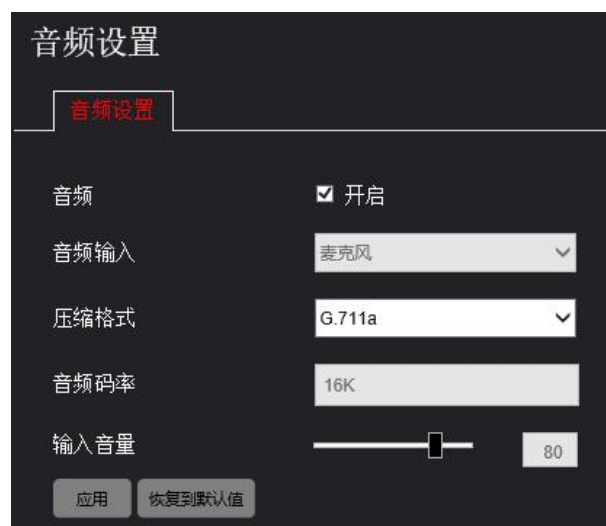 音频设置
音频设置
音频 开启
音频输入 麦克风
压缩格式 G.711a
音频码率 16K
输入音量 80
应用 恢复到默认值